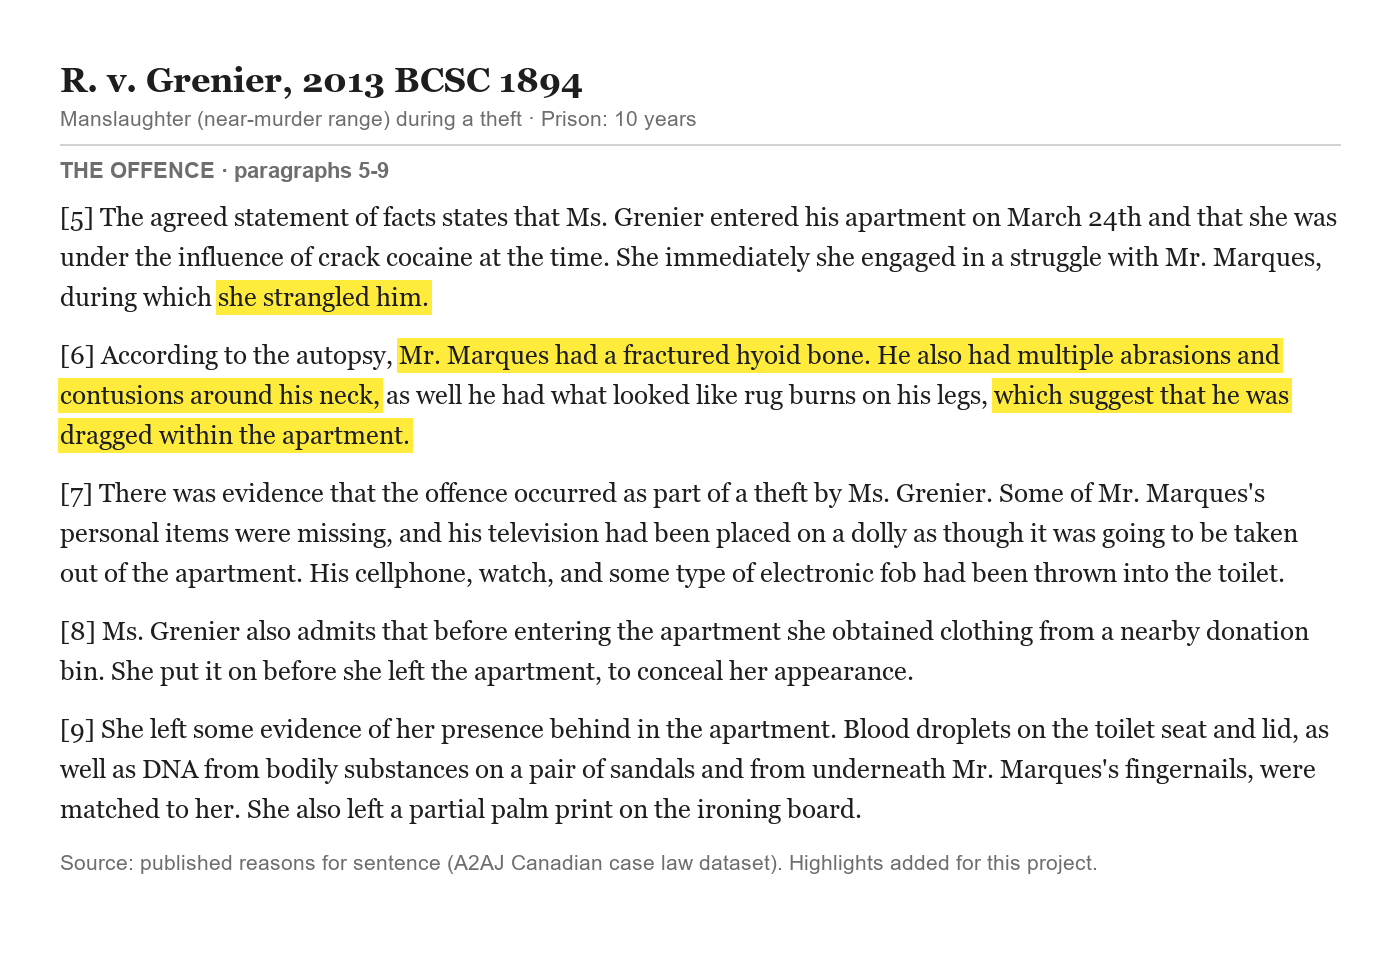 R. v. Grenier, 2013 BCSC 1894
Manslaughter (near-murder range) during a theft · Prison: 10 years
THE OFFENCE · paragraphs 5-9
[5] The agreed statement of facts states that Ms. Grenier entered his apartment on March 24th and that she was
under the influence of crack cocaine at the time. She immediately she engaged in a struggle with Mr. Marques,
during which she strangled him.
[6] According to the autopsy, Mr. Marques had a fractured hyoid bone. He also had multiple abrasions and
contusions around his neck, as well he had what looked like rug burns on his legs, which suggest that he was
dragged within the apartment.
[7] There was evidence that the offence occurred as part of a theft by Ms. Grenier. Some of Mr. Marques's
personal items were missing, and his television had been placed on a dolly as though it was going to be taken
out of the apartment. His cellphone, watch, and some type of electronic fob had been thrown into the toilet.
[8] Ms. Grenier also admits that before entering the apartment she obtained clothing from a nearby donation
bin. She put it on before she left the apartment, to conceal her appearance.
[9] She left some evidence of her presence behind in the apartment. Blood droplets on the toilet seat and lid, as
well as DNA from bodily substances on a pair of sandals and from underneath Mr. Marques's fingernails, were
matched to her. She also left a partial palm print on the ironing board.
Source: published reasons for sentence (A2AJ Canadian case law dataset). Highlights added for this project.